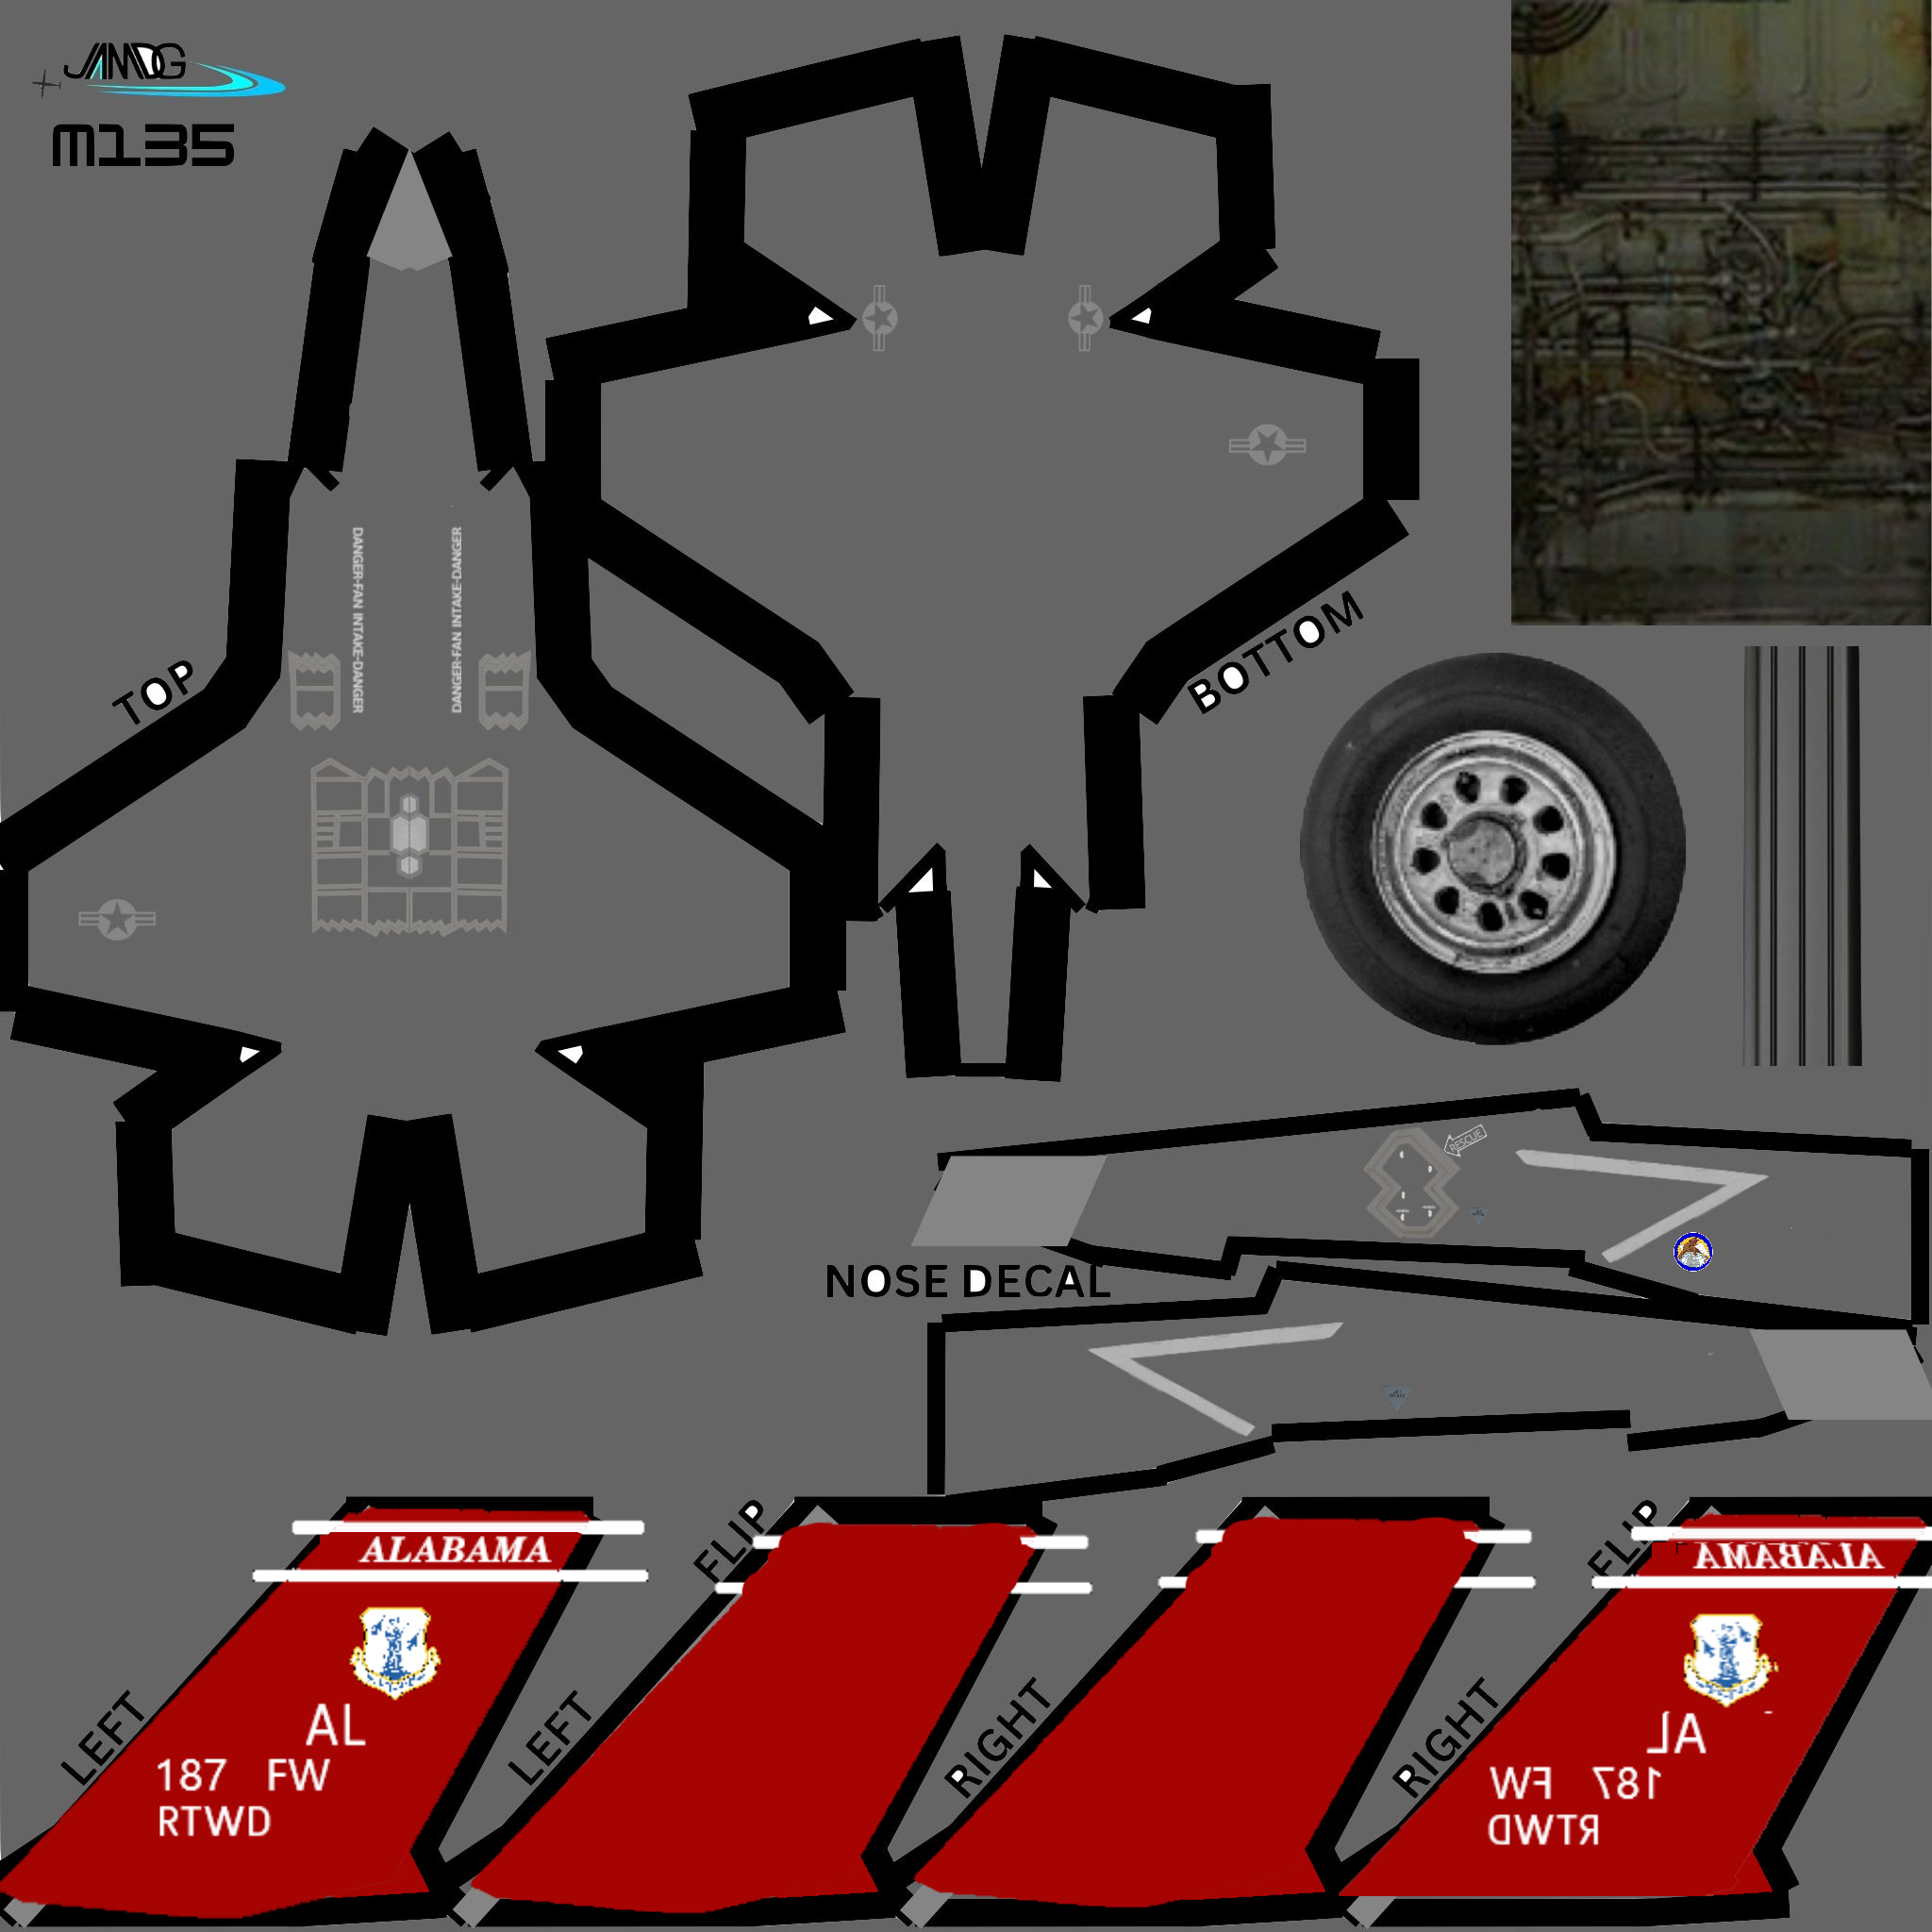 JAMDG
M135
TOP
DANGER-FAN INTAKE-DANGER
DANGER-FAN INTAKE-DANGER
BOTTOM
RESCUE
NOSE DECAL
ALABAMA
AL
187 FW
RTWD
LEFT
FLIP
LEFT
RIGHT
FLIP
ALABAMA
AL
187 FW
RTWD
RIGHT